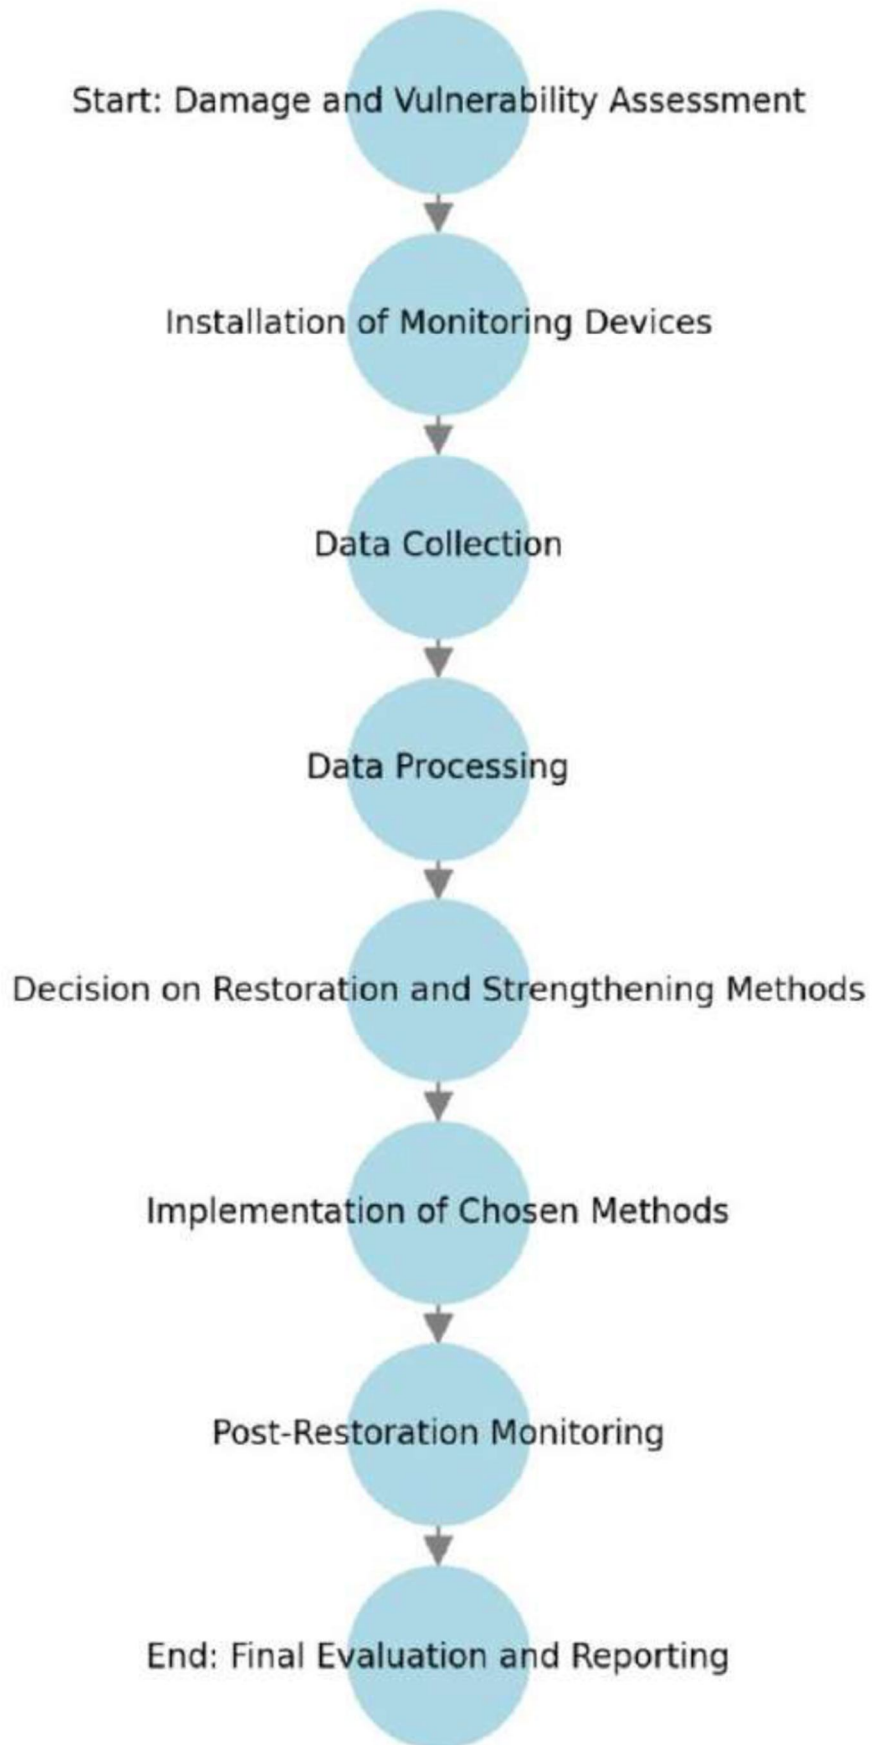 Start: Damage and Vulnerability Assessment
Installation of Monitoring Devices
Data Collection
Data Processing
Decision on Restoration and Strengthening Methods
Implementation of Chosen Methods
Post-Restoration Monitoring
End: Final Evaluation and Reporting